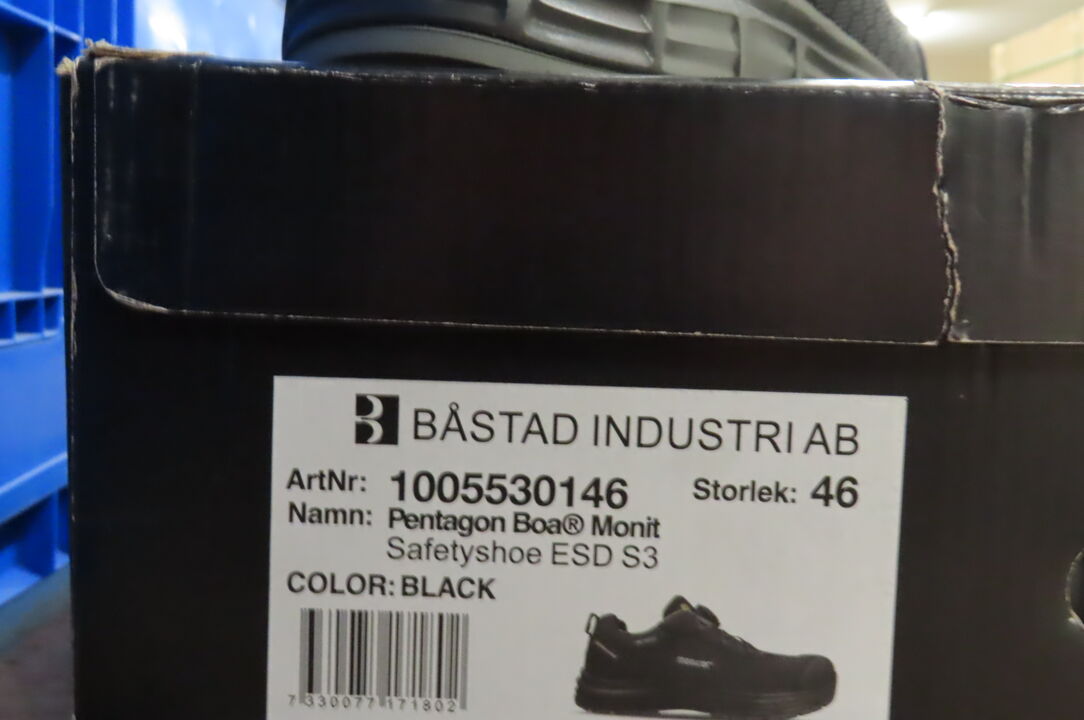 BÅSTAD INDUSTRI AB
ArtNr: 1005530146 Storlek: 46
Namn: Pentagon Boa® Monit
Safetyshoe ESD S3
COLOR: BLACK
7 330077 171802